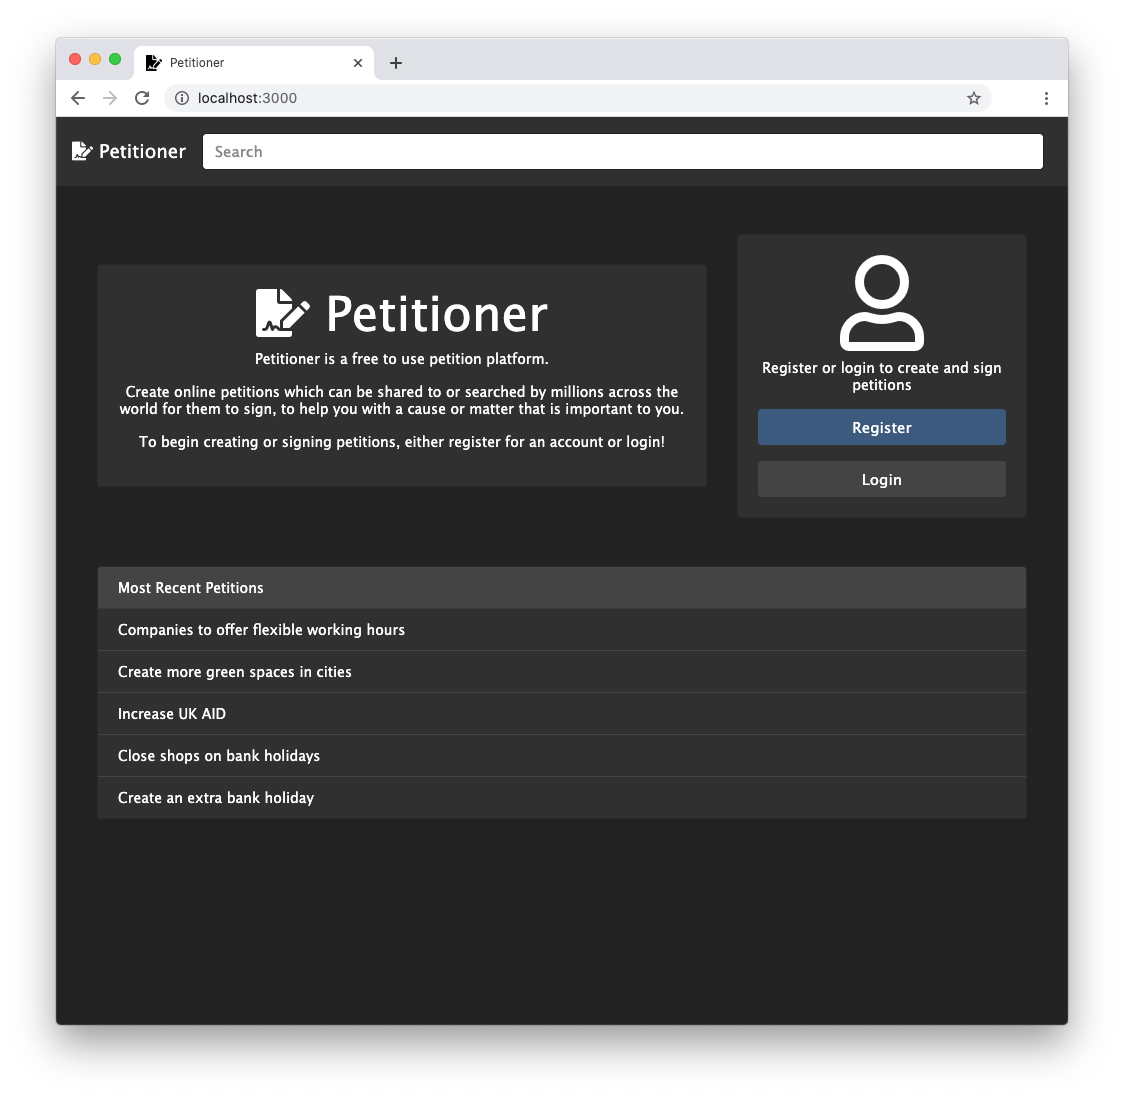 Petitioner
localhost:3000
Petitioner
Search
Petitioner
Petitioner is a free to use petition platform.
Create online petitions which can be shared to or searched by millions across the
world for them to sign, to help you with a cause or matter that is important to you.
To begin creating or signing petitions, either register for an account or login!
Register or login to create and sign
petitions
Register
Login
Most Recent Petitions
Companies to offer flexible working hours
Create more green spaces in cities
Increase UK AID
Close shops on bank holidays
Create an extra bank holiday